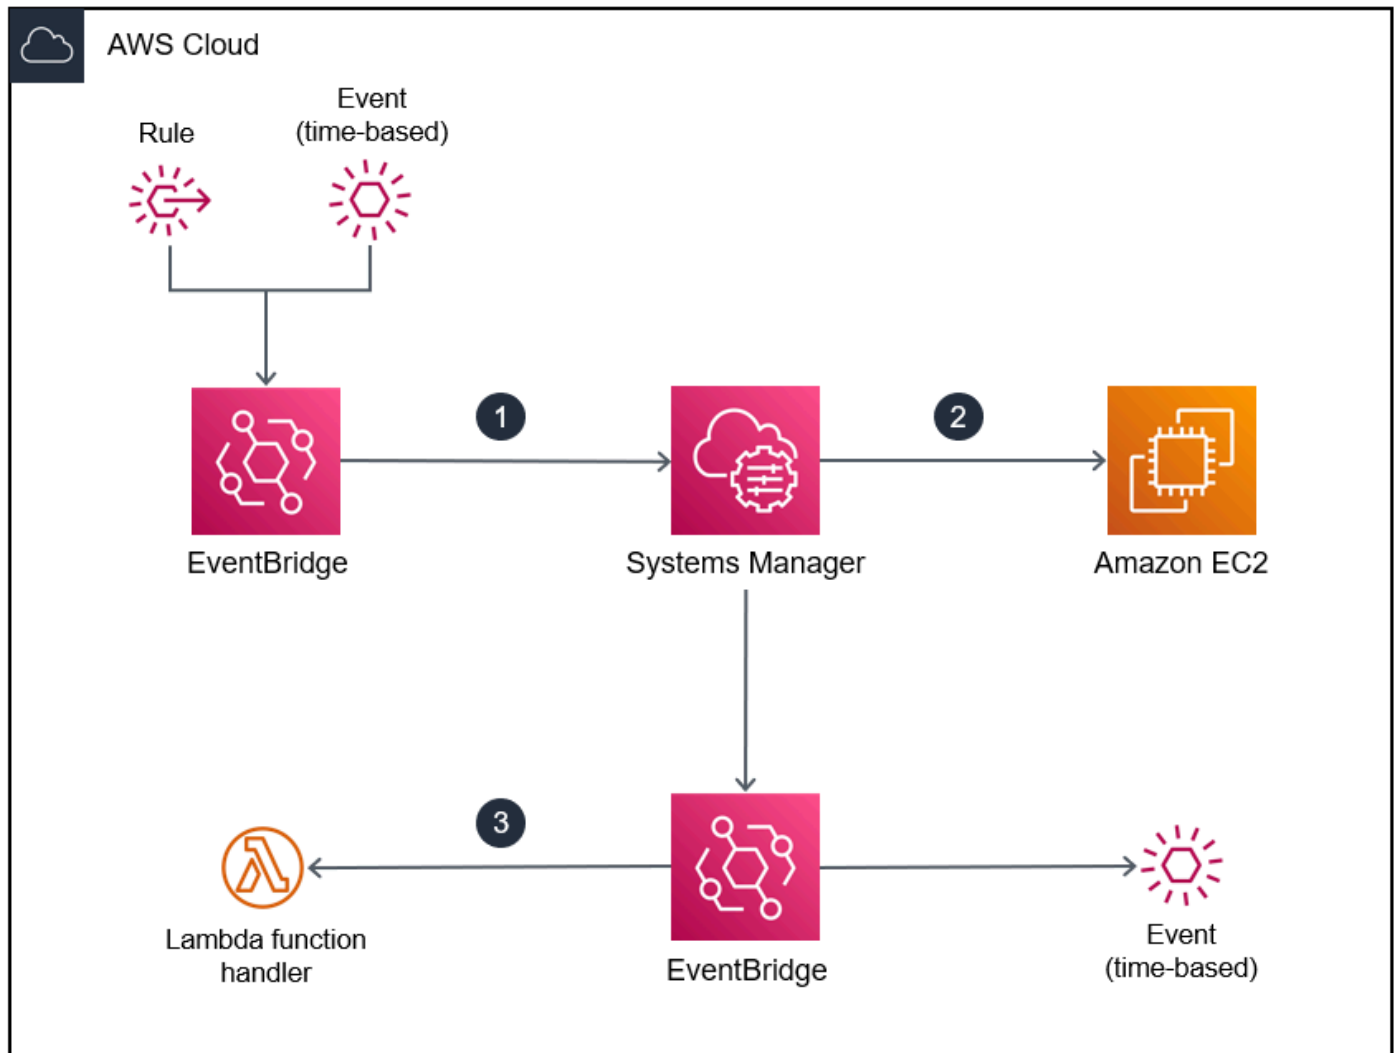 AWS Cloud
Rule
Event
(time-based)
1
2
EventBridge
Systems Manager
Amazon EC2
3
Lambda function
handler
EventBridge
Event
(time-based)